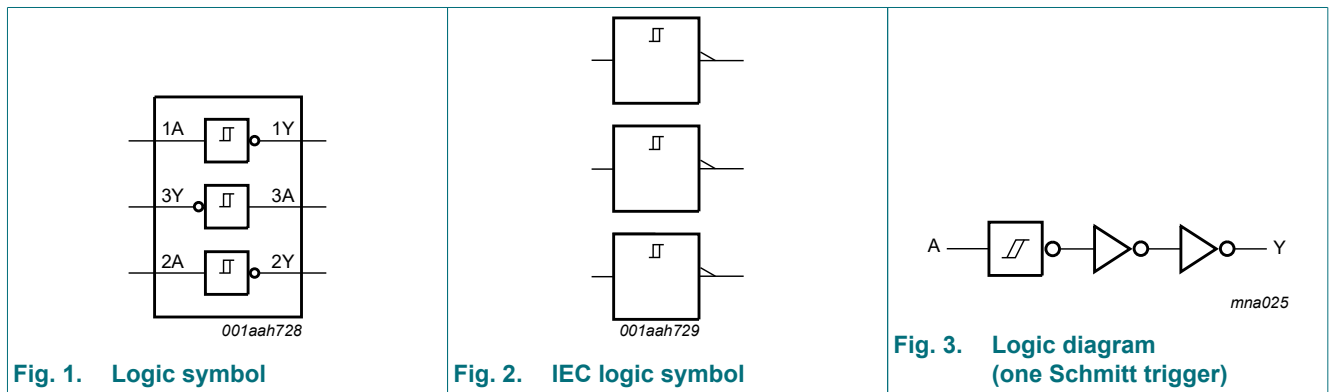 1A 1Y
3Y 3A
2A 2Y
001aah728
Fig. 1. Logic symbol
001aah729
Fig. 2. IEC logic symbol
A Y
mna025
Fig. 3. Logic diagram
(one Schmitt trigger)